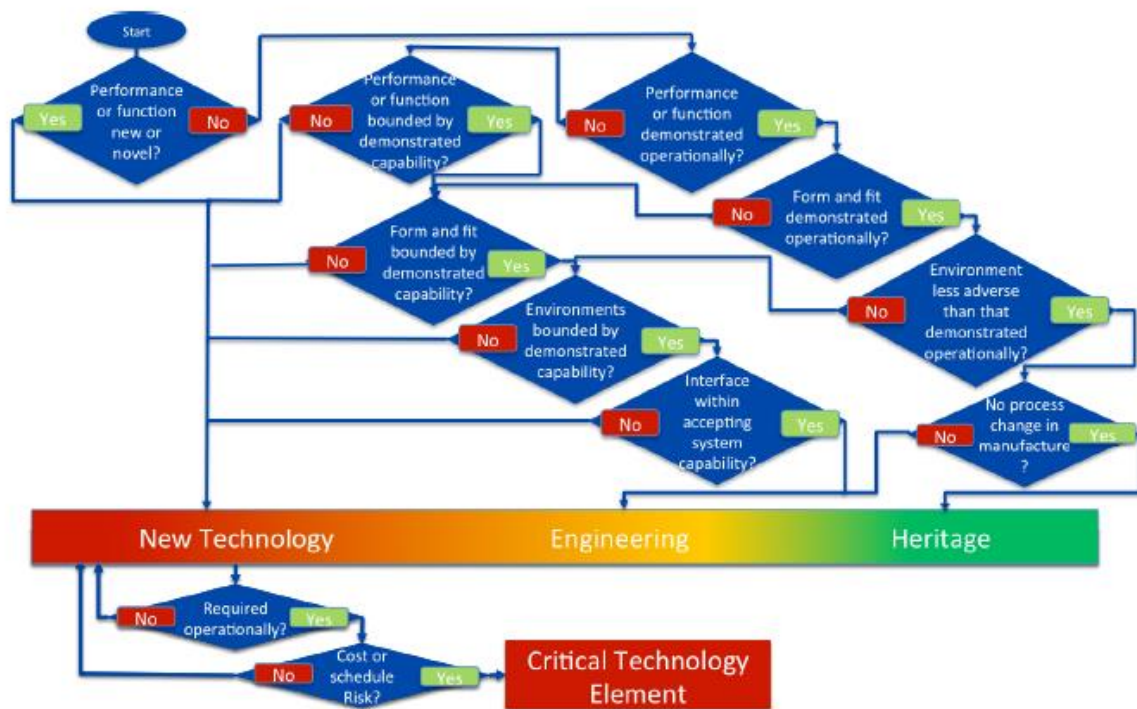 Start
Performance
or function
new or
novel?
Yes
No
Performance
or function
bounded by
demonstrated
capability?
No
Yes
Performance
or function
demonstrated
operationally?
No
Yes
Form and fit
demonstrated
operationally?
No
Yes
Form and fit
bounded by
demonstrated
capability?
No
Yes
Environment
less adverse
than that
demonstrated
operationally?
No
Yes
Environments
bounded by
demonstrated
capability?
No
Yes
Interface
within
accepting
system
capability?
No
Yes
No process
change in
manufacture
?
No
Yes
New Technology
Engineering
Heritage
Required
operationally?
No
Yes
Cost or
schedule
Risk?
No
Yes
Critical Technology
Element